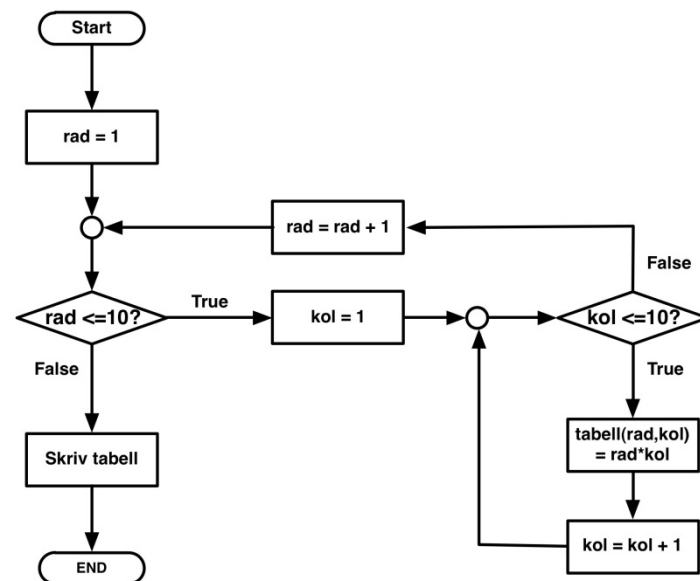 Start
rad = 1
rad = rad + 1
False
rad <=10?
True
kol = 1
kol <=10?
False
True
Skriv tabell
tabell(rad,kol)
= rad*kol
kol = kol + 1
END